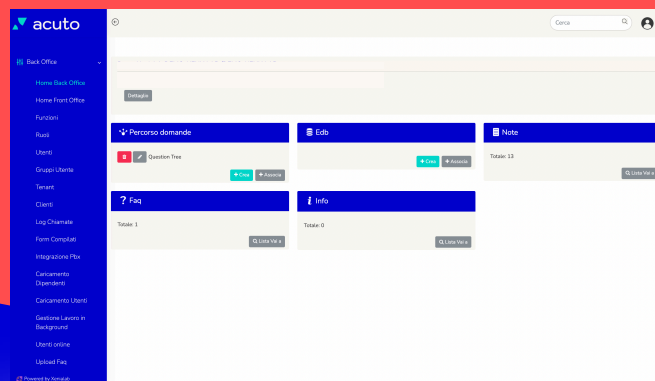 acuto
Cerca
Back Office
Home Back Office
Home Front Office
Funzioni
Ruoli
Utenti
Gruppi Utente
Tenant
Clienti
Log Chiamate
Form Compilati
Integrazione Pbx
Caricamento
Dipendenti
Caricamento Utenti
Gestione Lavoro in
Background
Utenti online
Upload Faq
Powered by Xenialab
Dettaglio
Percorso domande
Question Tree
+ Crea
+ Associa
Edb
+ Crea
+ Associa
Note
Totale: 13
Lista Vai a
? Faq
Totale: 1
Lista Vai a
i Info
Totale: 0
Lista Vai a